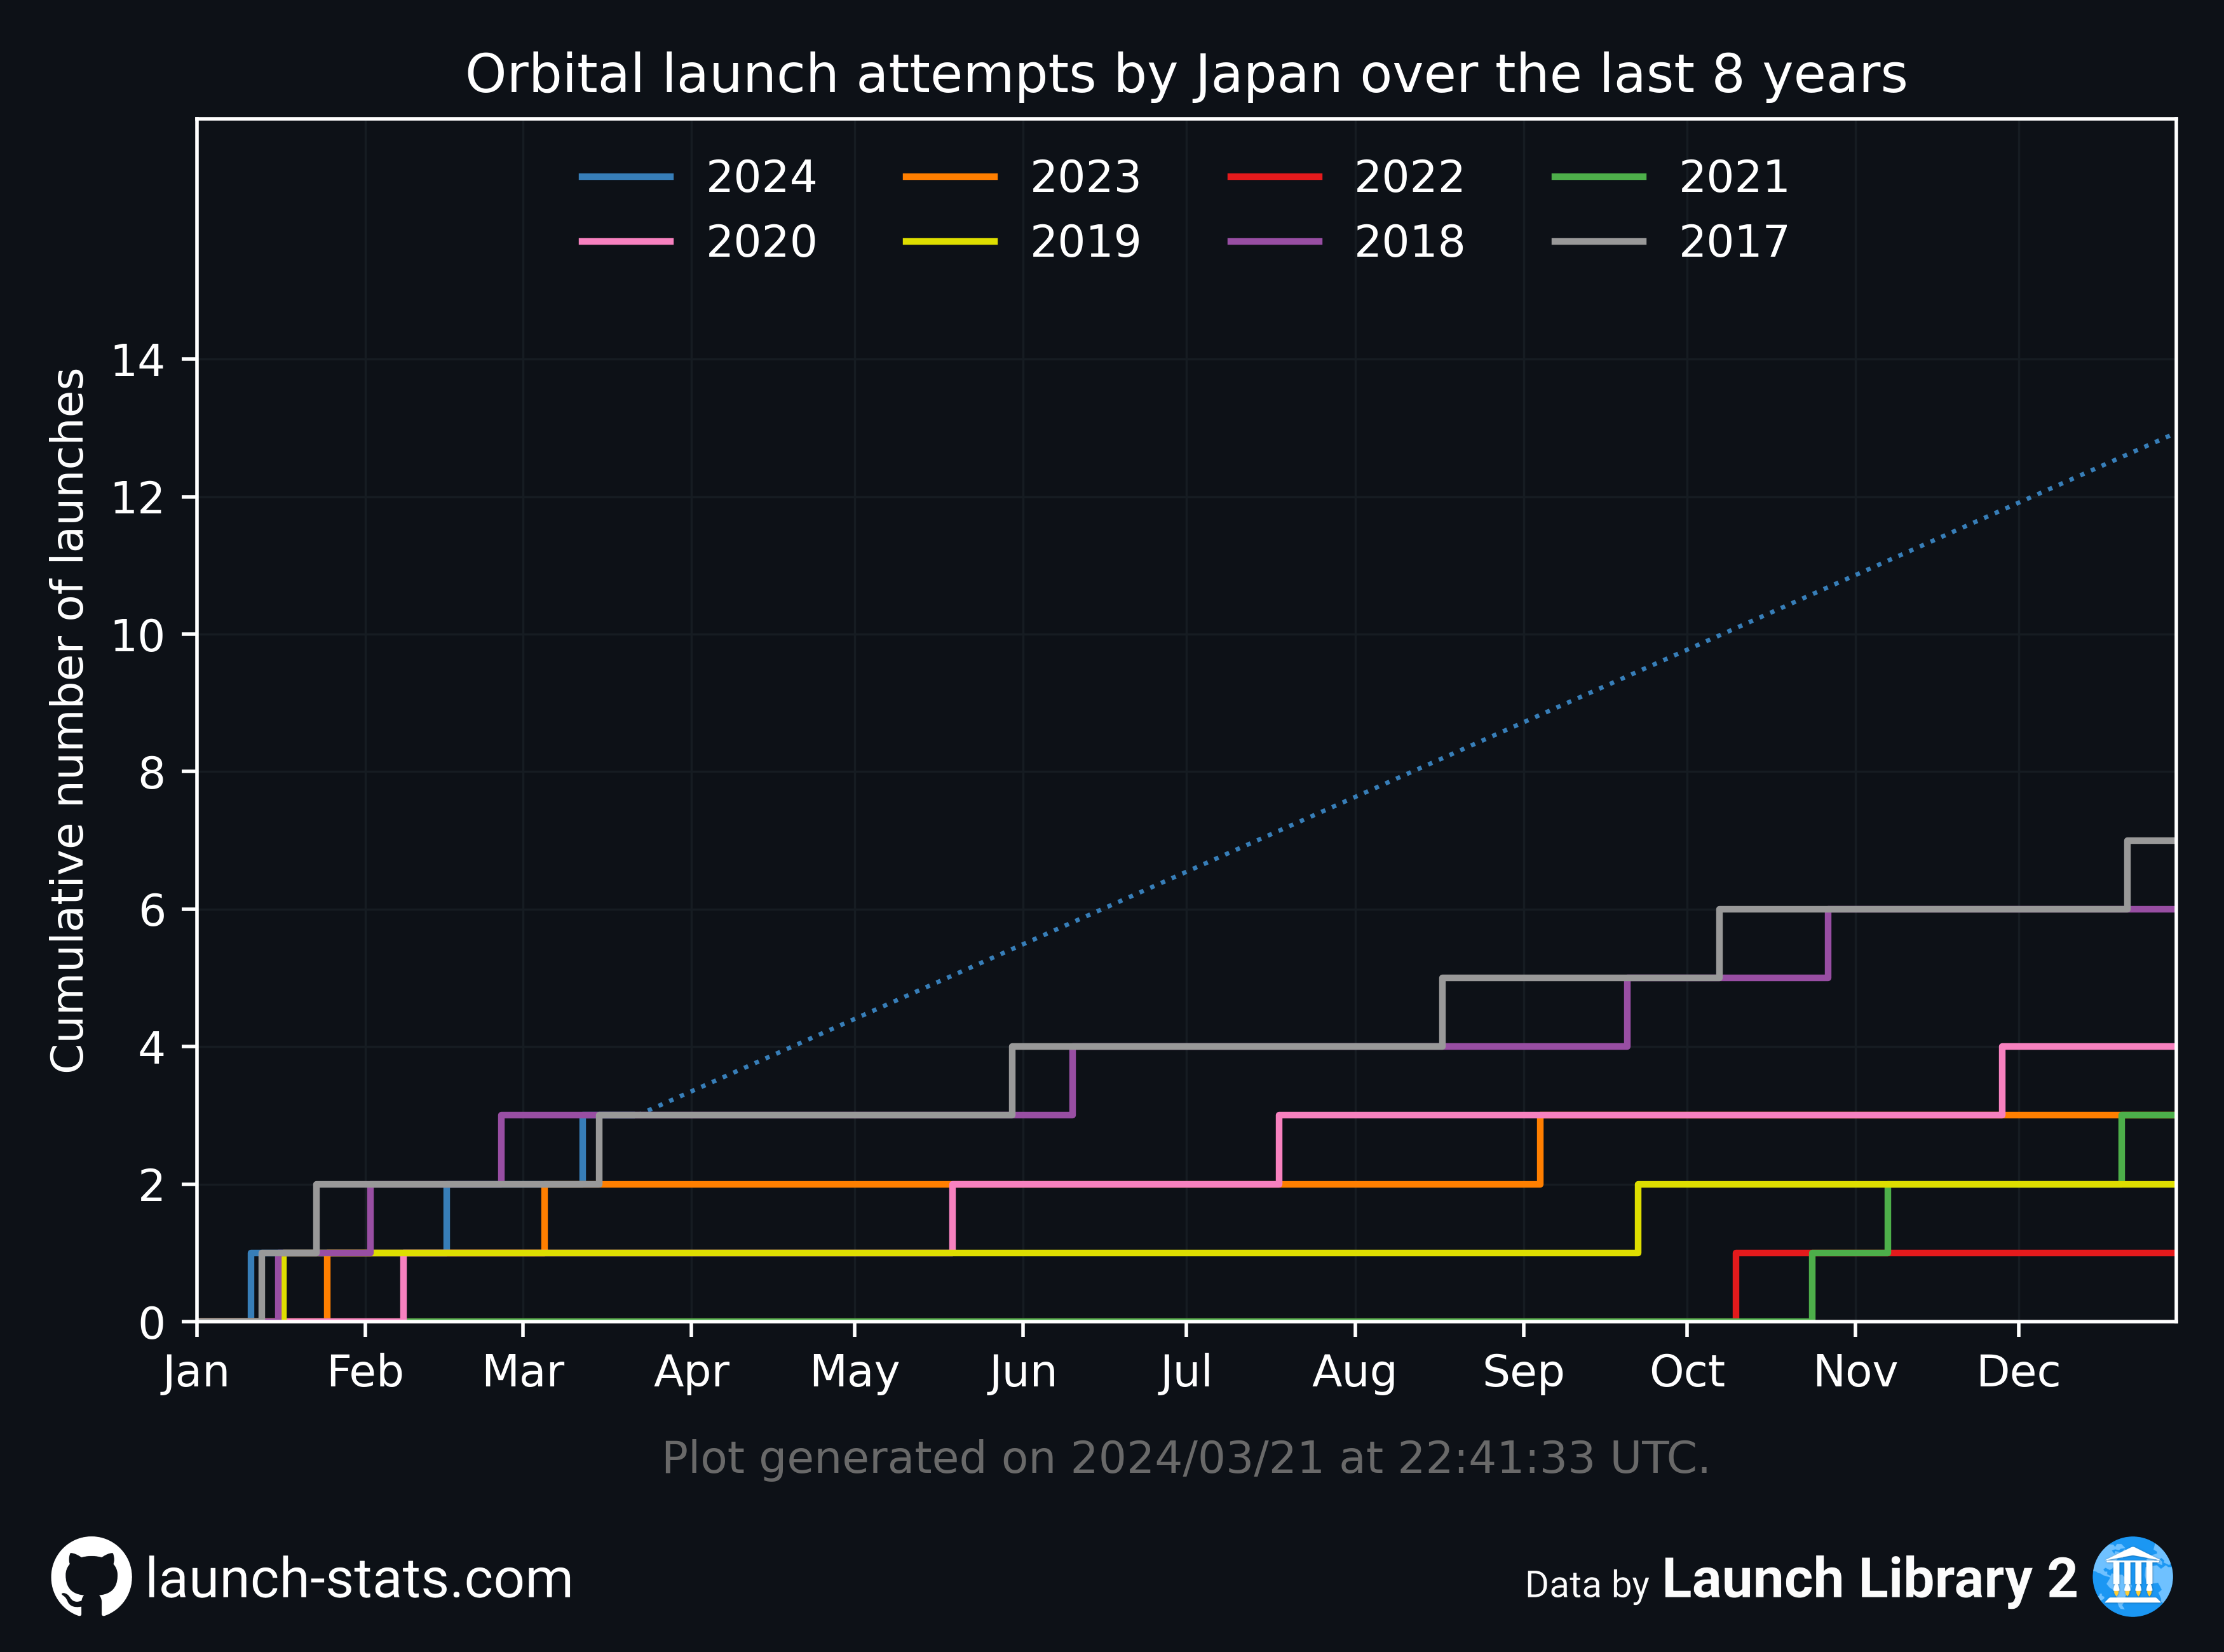 Orbital launch attempts by Japan over the last 8 years
2024 2023 2022 2021
2020 2019 2018 2017
Cumulative number of launches
14
12
10
8
6
4
2
0
Jan Feb Mar Apr May Jun Jul Aug Sep Oct Nov Dec
Plot generated on 2024/03/21 at 22:41:33 UTC.
launch-stats.com
Data by Launch Library 2